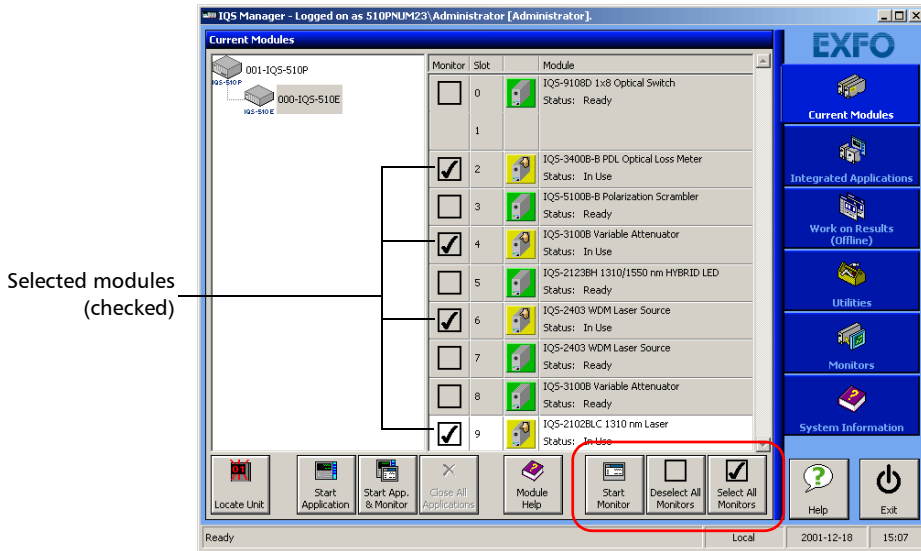 IQS Manager - Logged on as 510PNUM23\Administrator [Administrator].
Current Modules
001-IQS-510P
IQS-510P
000-IQS-510E
IQS-510E
Monitor Slot Module
0 IQS-9108D 1x8 Optical Switch
Status: Ready
1
2 IQS-3400B-B PDL Optical Loss Meter
Status: In Use
3 IQS-5100B-B Polarization Scrambler
Status: Ready
4 IQS-3100B Variable Attenuator
Status: In Use
5 IQS-2123BH 1310/1550 nm HYBRID LED
Status: Ready
6 IQS-2403 WDM Laser Source
Status: In Use
7 IQS-2403 WDM Laser Source
Status: Ready
8 IQS-3100B Variable Attenuator
Status: Ready
9 IQS-2102BLC 1310 nm Laser
Status: In Use
Selected modules
(checked)
EXFO
Current Modules
Integrated Applications
Work on Results
(Offline)
Utilities
Monitors
System Information
Locate Unit
Start
Application
Start App.
& Monitor
Close All
Applications
Module
Help
Start
Monitor
Deselect All
Monitors
Select All
Monitors
Help
Exit
Ready
Local
2001-12-18
15:07